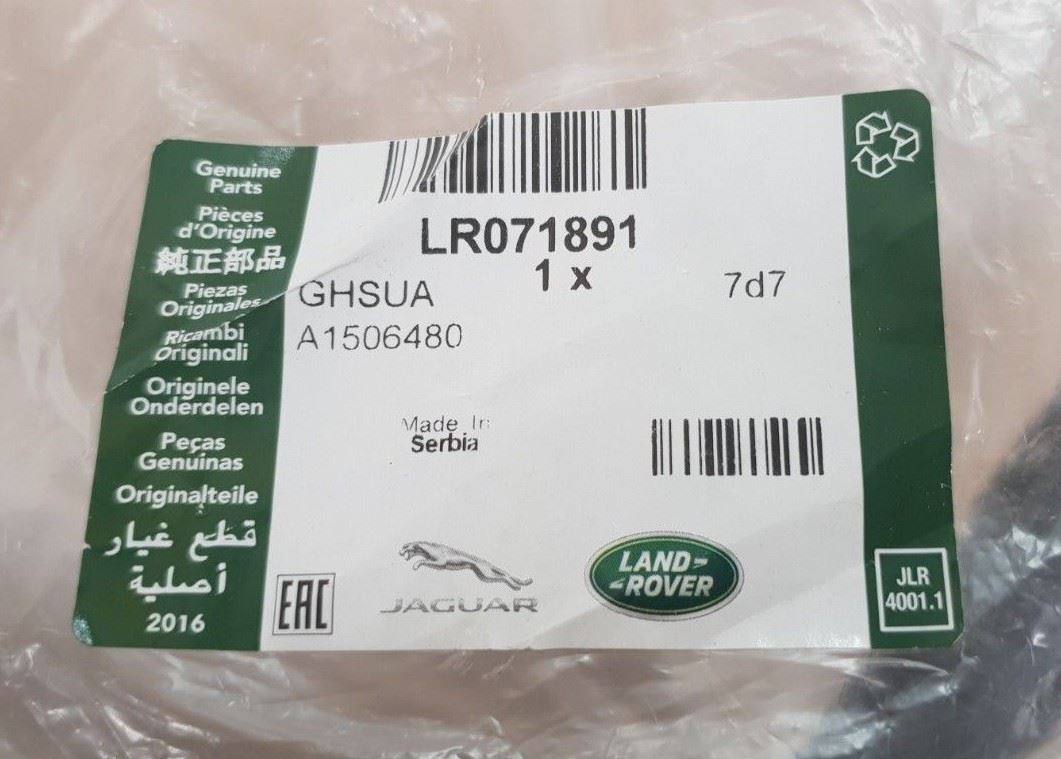 Genuine
Parts
Pièces
d'Origine
純正部品
Piezas
Originales
Ricambi
Originali
Originele
Onderdelen
Peças
Genuinas
Originalteile
قطع غيار
أصلية
2016
LR071891
1 x
GHSUA
7d7
A1506480
Made In
Serbia
EAC
JAGUAR
LAND-
-ROVER
JLR
4001.1